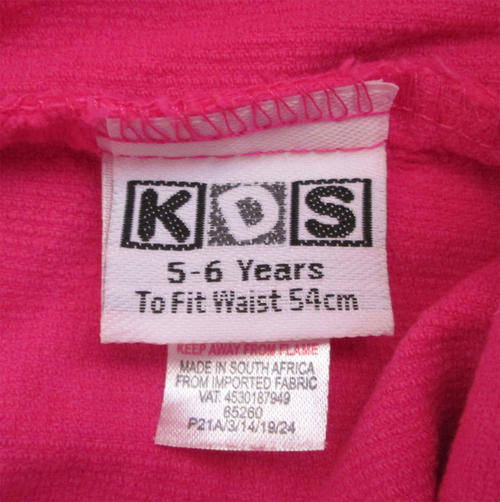 KDS
5-6 Years
To Fit Waist 54cm
KEEP AWAY FROM FLAME
MADE IN SOUTH AFRICA
FROM IMPORTED FABRIC
VAT. 4530187949
65260
P21A/3/14/19/24